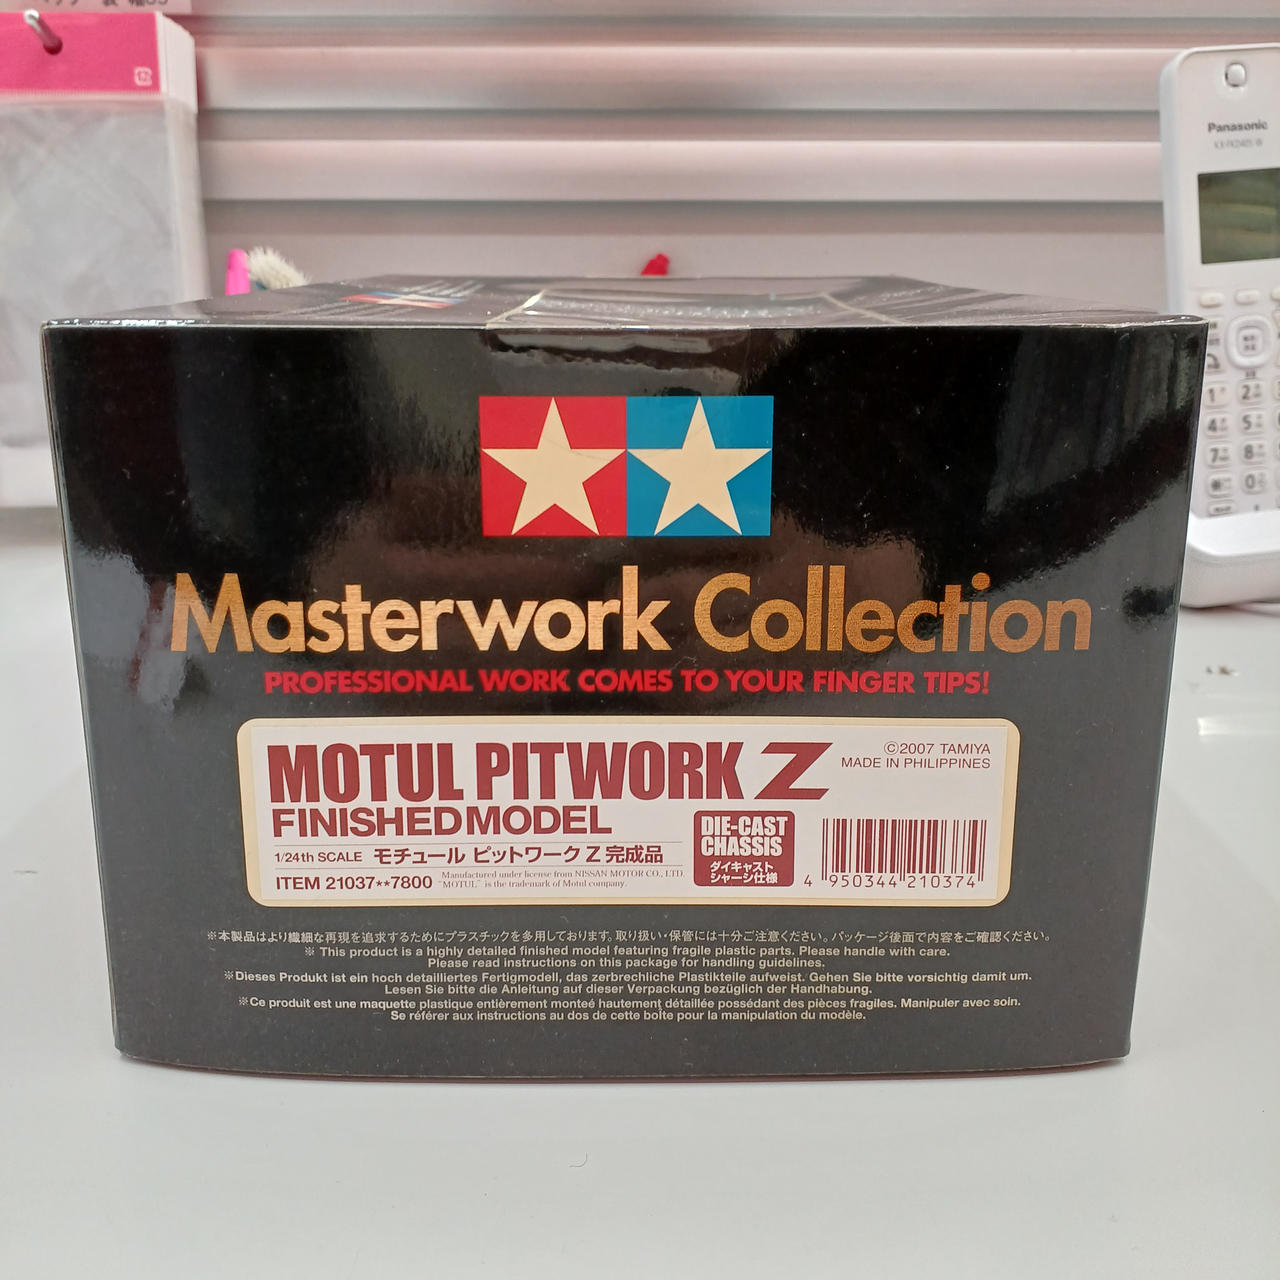 Panasonic
Masterwork Collection
PROFESSIONAL WORK COMES TO YOUR FINGER TIPS!
MOTUL PITWORK Z
©2007 TAMIYA
MADE IN PHILIPPINES
FINISHED MODEL
1/24th SCALE モチュール ピットワーク Z 完成品
ITEM 21037**7800
Manufactured under license from NISSAN MOTOR CO., LTD.
"MOTUL" is the trademark of Motul company.
DIE-CAST
CHASSIS
ダイキャスト
シャーシ仕様
4 950344 210374
※本製品はより繊細な再現を追求するためにプラスチックを多用しております。取り扱い・保管には十分ご注意ください。パッケージ後面で内容をご確認ください。
※ This product is a highly detailed finished model featuring fragile plastic parts. Please handle with care.
Please read instructions on this package for handling guidelines.
※Dieses Produkt ist ein hoch detailliertes Fertigmodell, das zerbrechliche Plastikteile aufweist. Gehen Sie bitte vorsichtig damit um.
Lesen Sie bitte die Anleitung auf dieser Verpackung bezüglich der Handhabung.
※Ce produit est une maquette plastique entièrement monteé hautement détaillée possédant des pièces fragiles. Manipuler avec soin.
Se référer aux instructions au dos de cette boîte pour la manipulation du modèle.
1
2
4
5
7
8
0